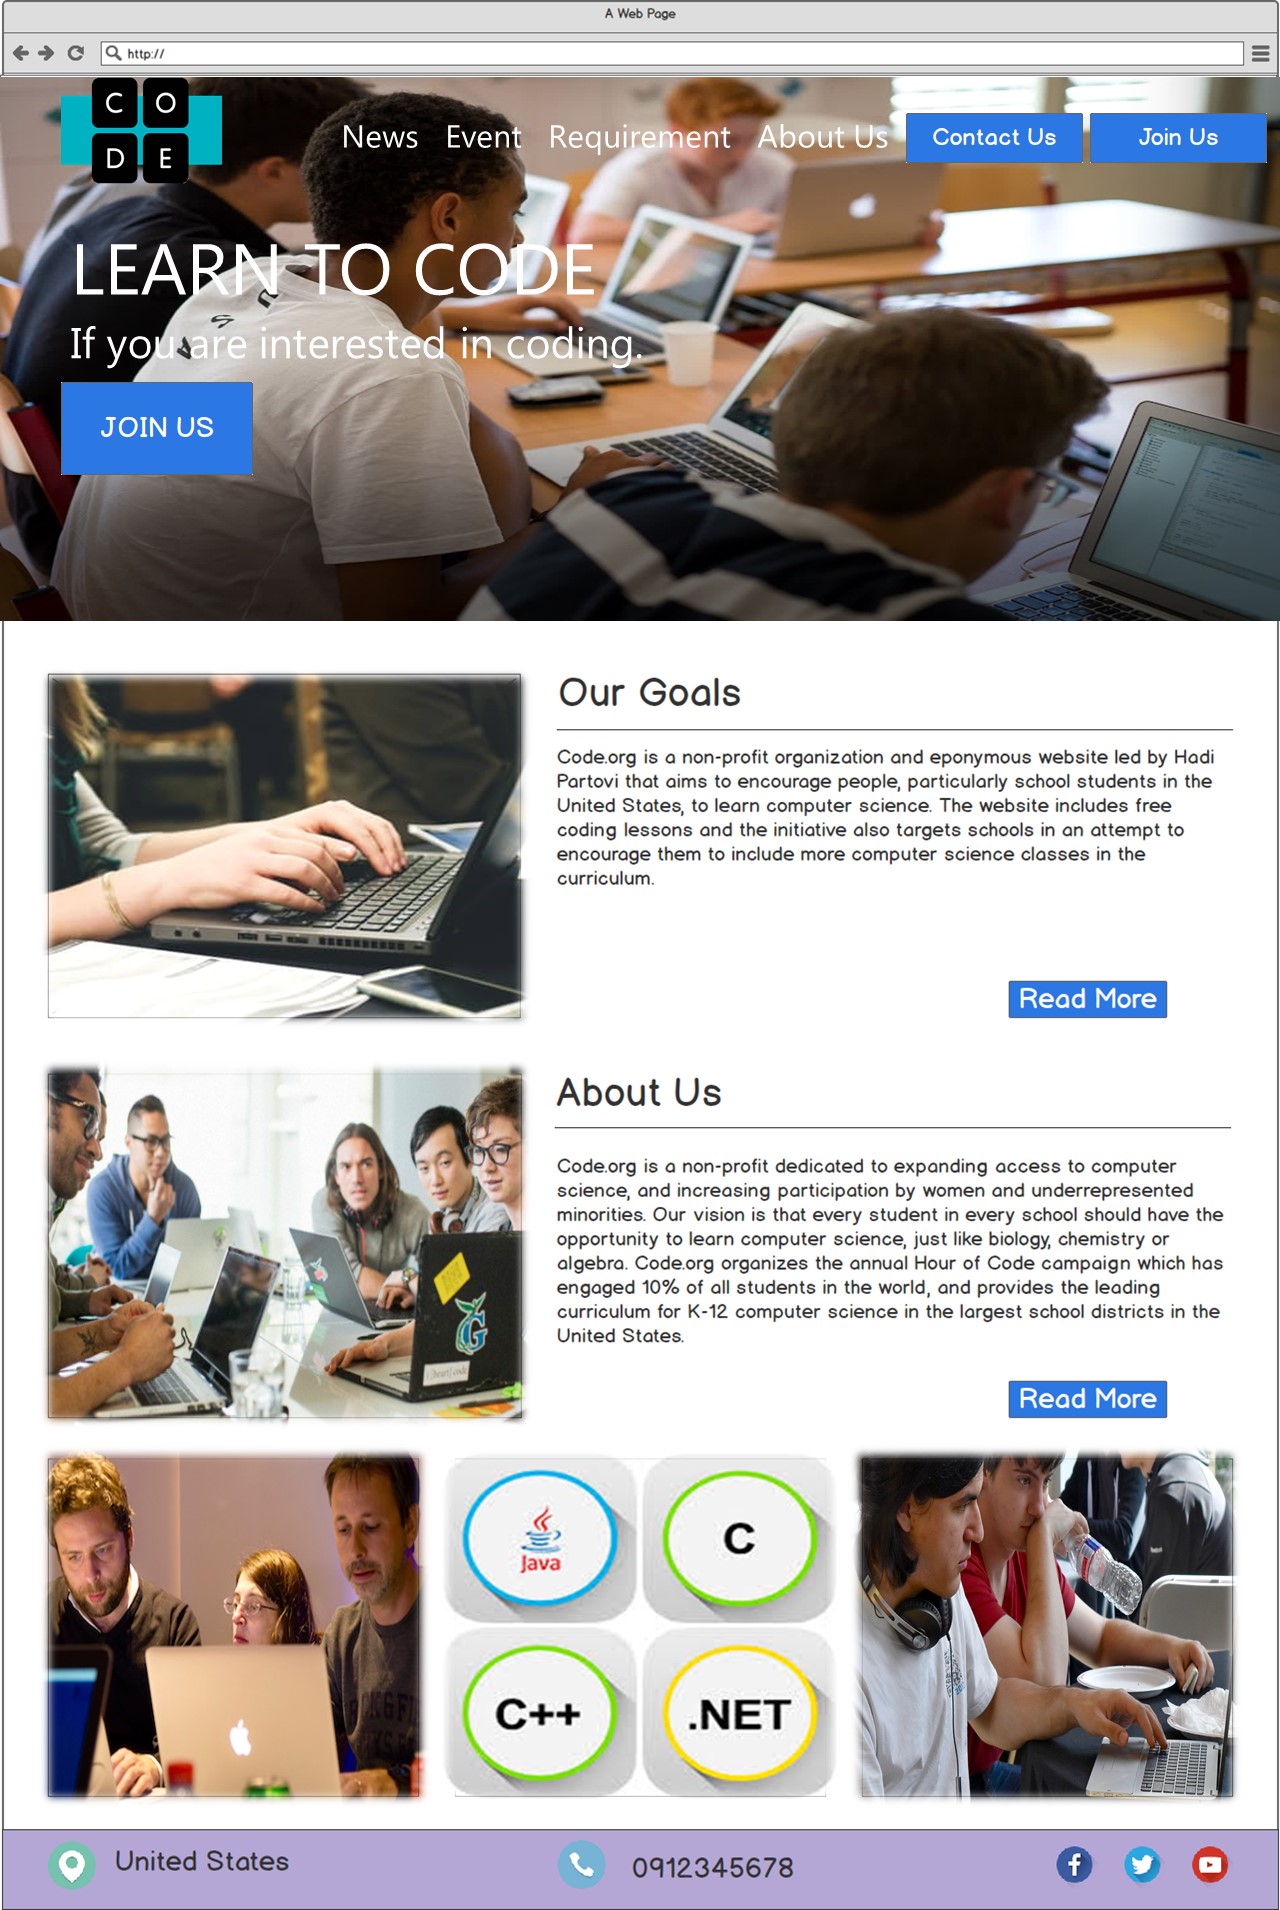 A Web Page
http://
C O
D E
News Event Requirement About Us Contact Us Join Us
LEARN TO CODE
If you are interested in coding.
JOIN US
Our Goals
Code.org is a non-profit organization and eponymous website led by Hadi
Partovi that aims to encourage people, particularly school students in the
United States, to learn computer science. The website includes free
coding lessons and the initiative also targets schools in an attempt to
encourage them to include more computer science classes in the
curriculum.
Read More
About Us
Code.org is a non-profit dedicated to expanding access to computer
science, and increasing participation by women and underrepresented
minorities. Our vision is that every student in every school should have the
opportunity to learn computer science, just like biology, chemistry or
algebra. Code.org organizes the annual Hour of Code campaign which has
engaged 10% of all students in the world, and provides the leading
curriculum for K-12 computer science in the largest school districts in the
United States.
Read More
Java
C
C++
.NET
United States
0912345678